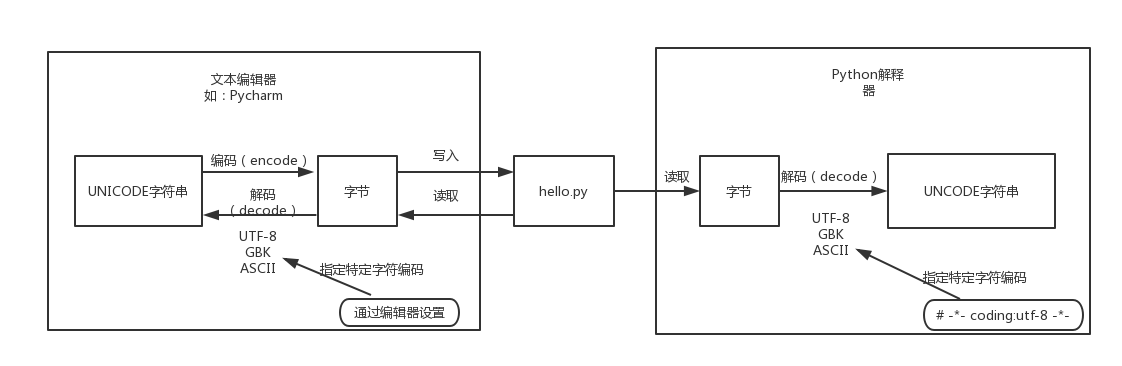 文本编辑器
如：Pycharm
UNICODE字符串
编码（encode）
解码
（decode）
UTF-8
GBK
ASCII
字节
指定特定字符编码
通过编辑器设置
写入
读取
hello.py
读取
Python解释
器
字节
解码（decode）
UTF-8
GBK
ASCII
UNCODE字符串
指定特定字符编码
# -*- coding:utf-8 -*-